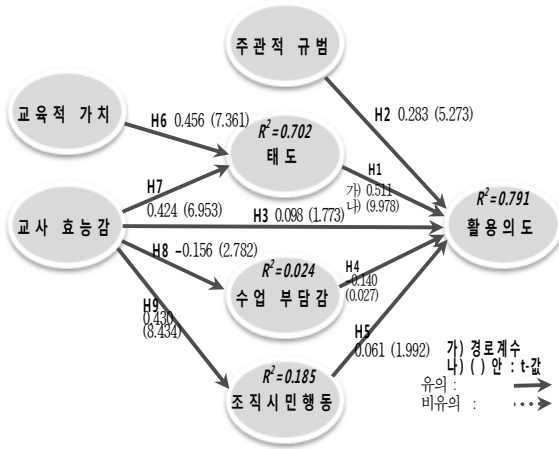 주관적 규범
교육적 가치
H6 0.456 (7.361)
H2 0.283 (5.273)
R²=0.702
태도
H1
가) 0.511
나) (9.978)
H7
0.424 (6.953)
R²=0.791
활용의도
H3 0.098 (1.773)
교사 효능감
H8 -0.156 (2.782)
R²=0.024
수업 부담감
H4
-0.140
(0.027)
H9
0.430
(8.434)
H5
0.061 (1.992)
R²=0.185
조직시민행동
가) 경로계수
나) ( ) 안 : t-값
유의 :
비유의 :